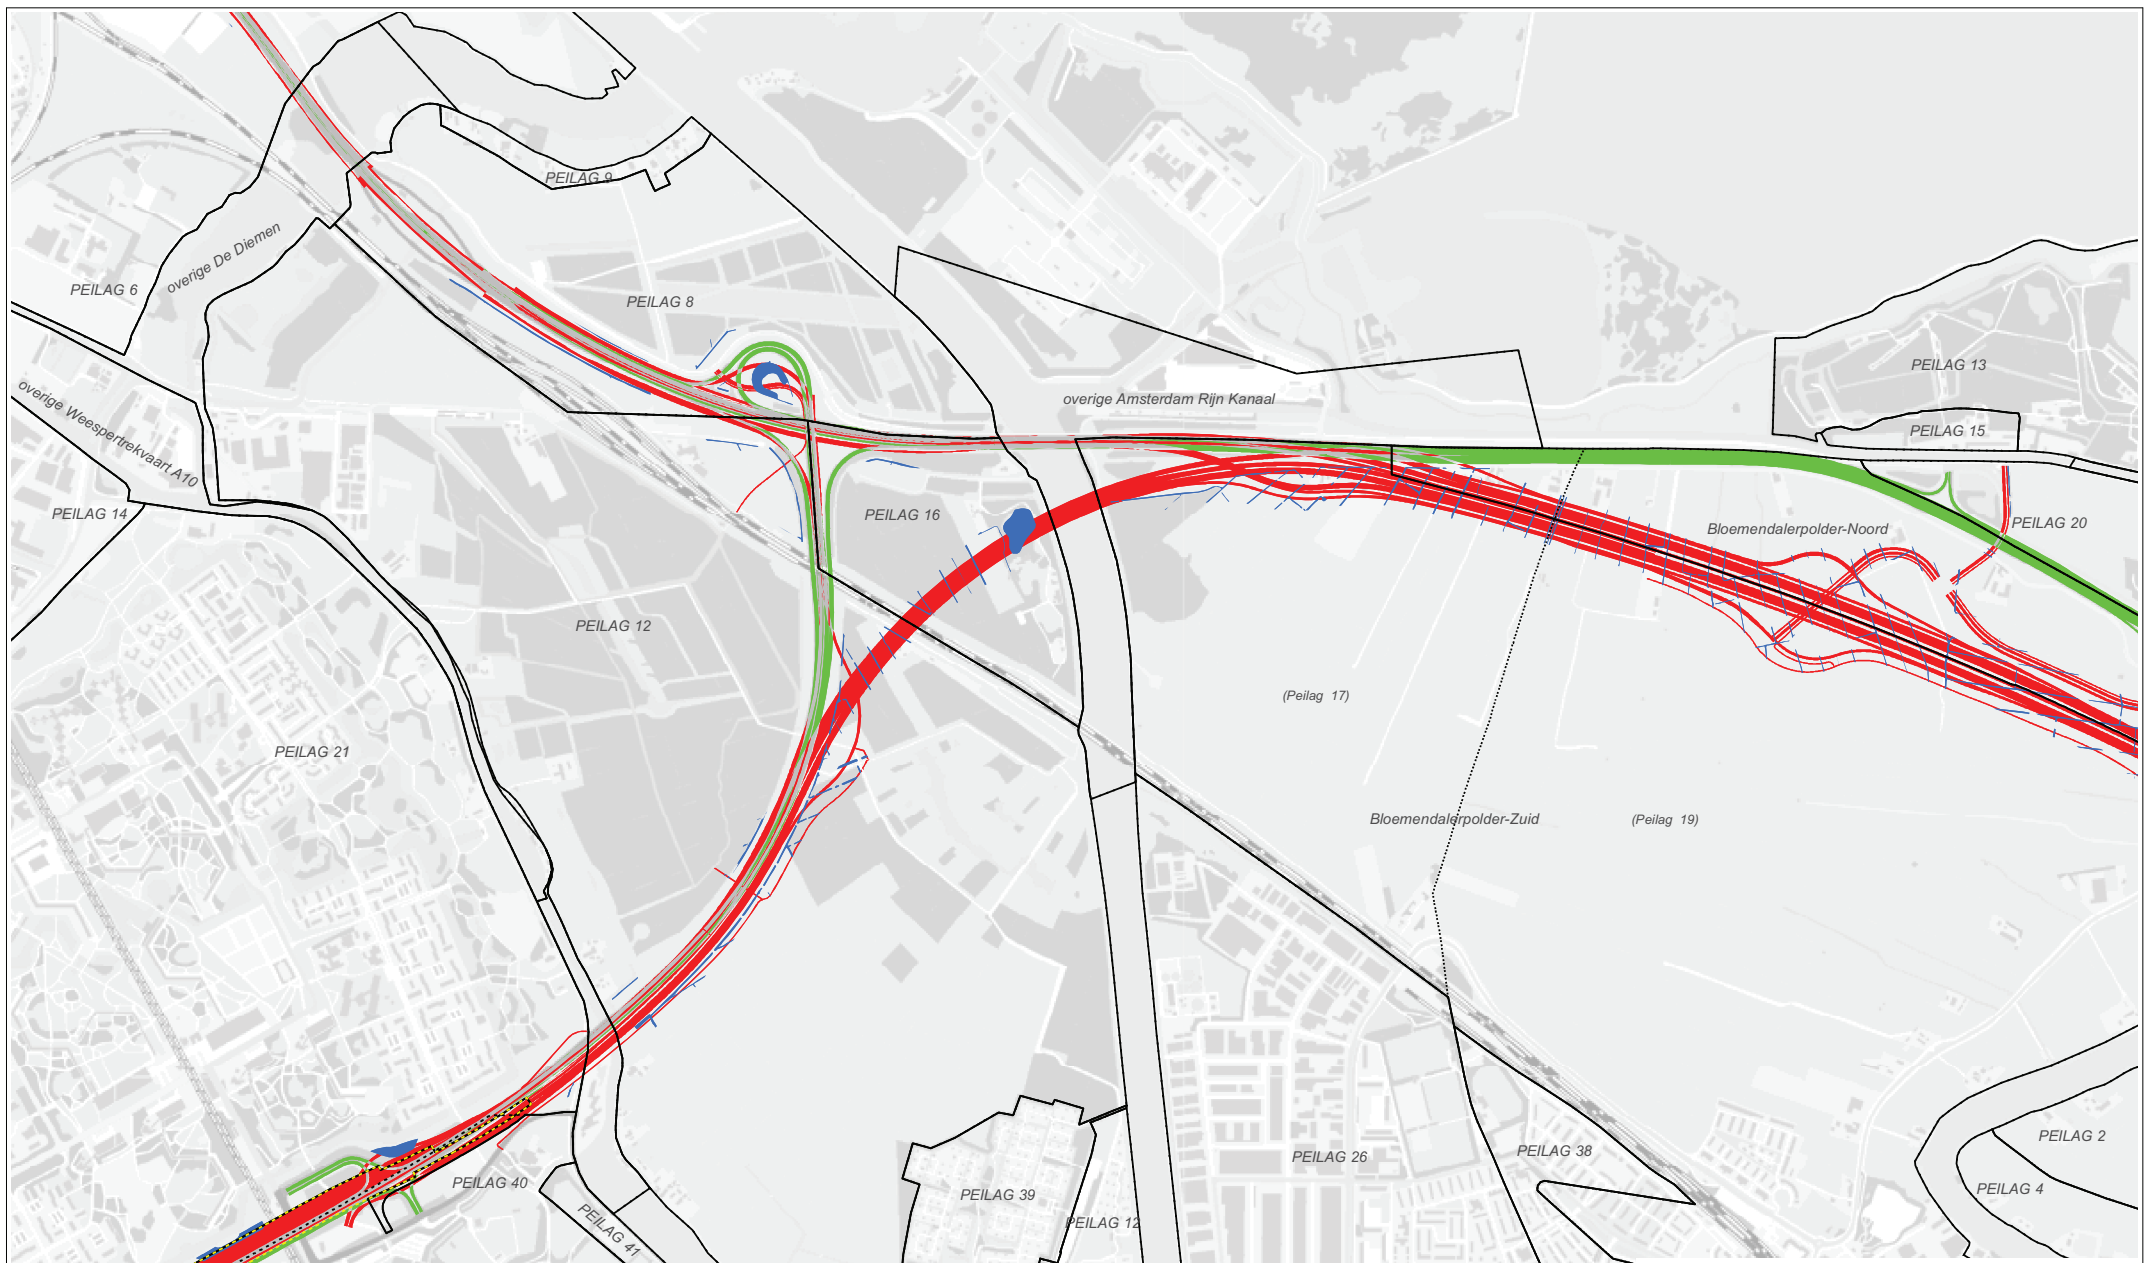 PEILAG 9
overige De Diemen
PEILAG 6
PEILAG 8
PEILAG 13
overige Amsterdam Rijn Kanaal
PEILAG 15
overige Weespertrekvaart A10
PEILAG 14
PEILAG 16
Bloemendalerpolder-Noord
PEILAG 20
PEILAG 12
(Peilag 17)
PEILAG 21
Bloemendalerpolder-Zuid
(Peilag 19)
PEILAG 2
PEILAG 38
PEILAG 26
PEILAG 40
PEILAG 39
PEILAG 4
PEILAG 41
PEILAG 12